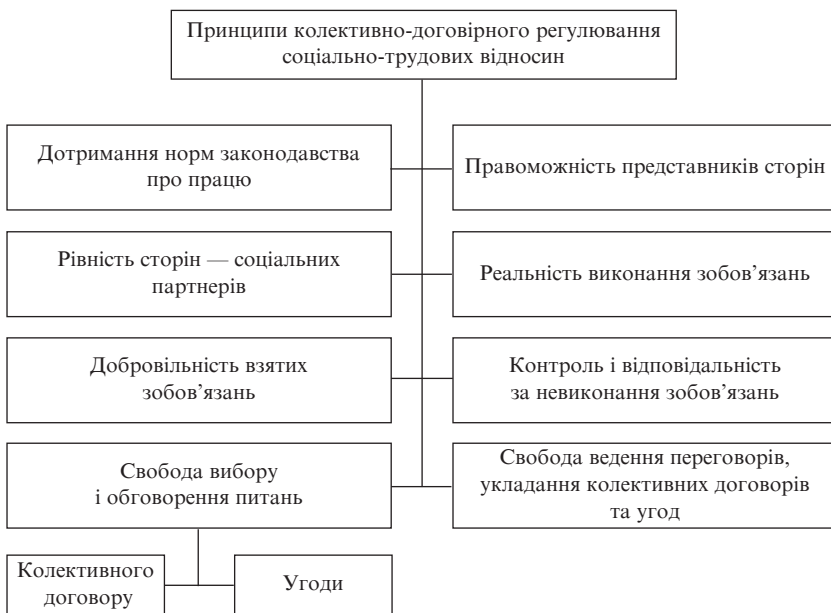 Принципи колективно-договірного регулювання
соціально-трудових відносин
Дотримання норм законодавства
про працю
Правоможність представників сторін
Рівність сторін — соціальних
партнерів
Реальність виконання зобов’язань
Добровільність взятих
зобов’язань
Контроль і відповідальність
за невиконання зобов’язань
Свобода вибору
і обговорення питань
Свобода ведення переговорів,
укладання колективних договорів
та угод
Колективного
договору
Угоди